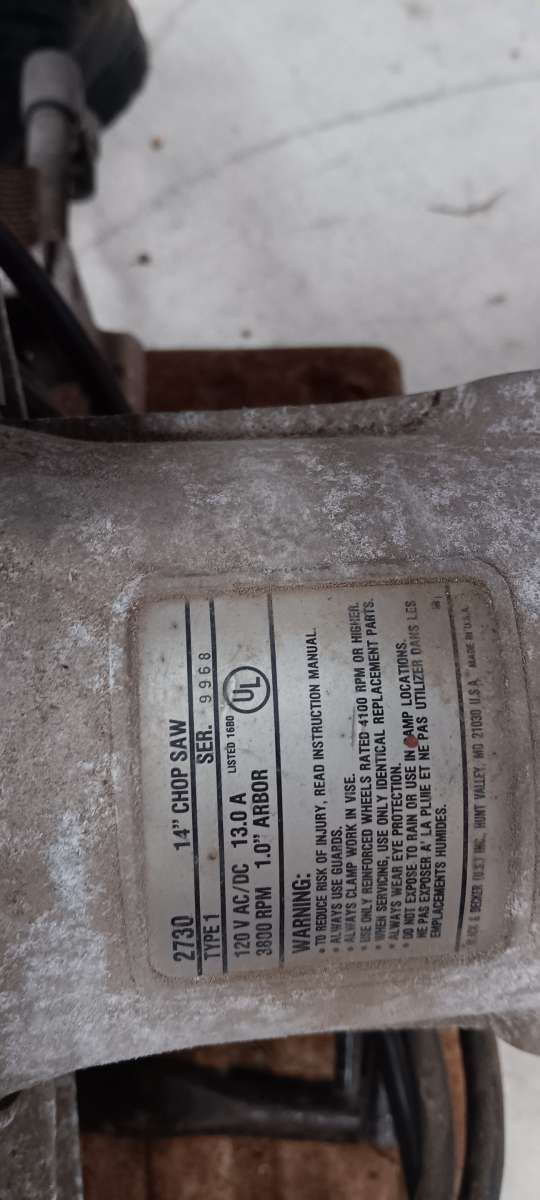 2730 14" CHOP SAW
TYPE 1 SER. 9968
120 V AC/DC 13.0 A LISTED 16B0 UL
3800 RPM 1.0" ARBOR
WARNING:
• TO REDUCE RISK OF INJURY, READ INSTRUCTION MANUAL.
• ALWAYS USE GUARDS.
• ALWAYS CLAMP WORK IN VISE.
• USE ONLY REINFORCED WHEELS RATED 4100 RPM OR HIGHER.
• WHEN SERVICING, USE ONLY IDENTICAL REPLACEMENT PARTS.
• ALWAYS WEAR EYE PROTECTION.
• DO NOT EXPOSE TO RAIN OR USE IN DAMP LOCATIONS.
NE PAS EXPOSER A' LA PLUIE ET NE PAS UTILIZER DANS LES
EMPLACEMENTS HUMIDES.
BLACK & DECKER (U.S.) INC., HUNT VALLEY, MD 21030 U.S.A. MADE IN U.S.A.